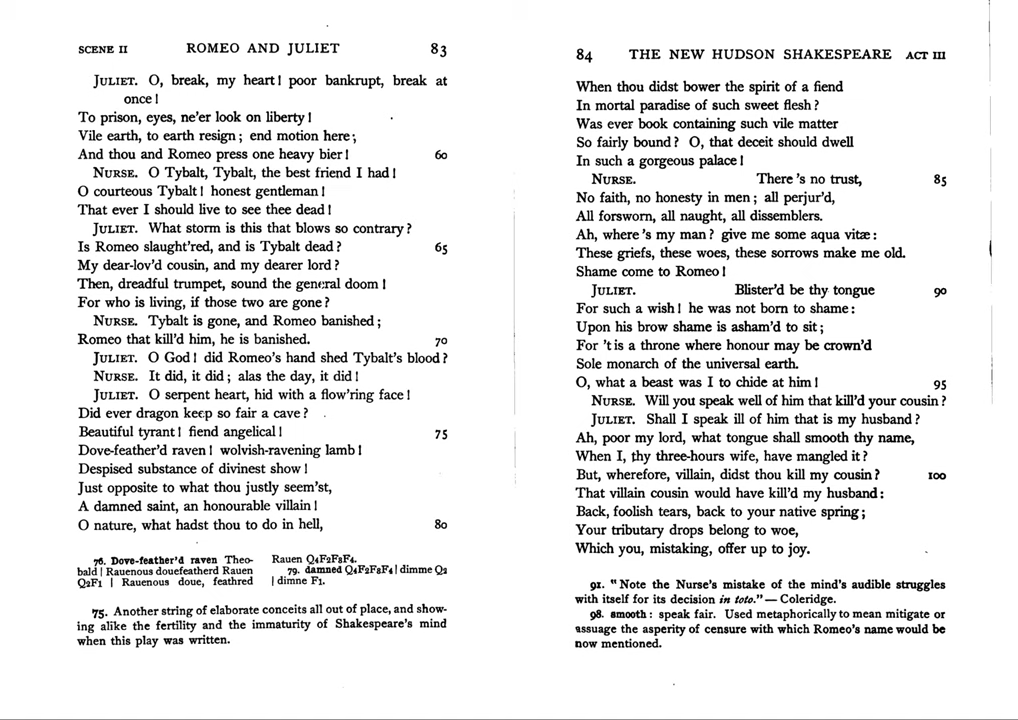 SCENE II ROMEO AND JULIET 83
JULIET. O, break, my heart! poor bankrupt, break at
once!
To prison, eyes, ne'er look on liberty!
Vile earth, to earth resign; end motion here;
And thou and Romeo press one heavy bier! 60
NURSE. O Tybalt, Tybalt, the best friend I had!
O courteous Tybalt! honest gentleman!
That ever I should live to see thee dead!
JULIET. What storm is this that blows so contrary?
Is Romeo slaught'red, and is Tybalt dead? 65
My dear-lov'd cousin, and my dearer lord?
Then, dreadful trumpet, sound the general doom!
For who is living, if those two are gone?
NURSE. Tybalt is gone, and Romeo banished;
Romeo that kill'd him, he is banished. 70
JULIET. O God! did Romeo's hand shed Tybalt's blood?
NURSE. It did, it did; alas the day, it did!
JULIET. O serpent heart, hid with a flow'ring face!
Did ever dragon keep so fair a cave?
Beautiful tyrant! fiend angelical! 75
Dove-feather'd raven! wolvish-ravening lamb!
Despised substance of divinest show!
Just opposite to what thou justly seem'st,
A damned saint, an honourable villain!
O nature, what hadst thou to do in hell, 80
76. Dove-feather'd raven Theo-
bald | Rauenous douefeatherd Rauen
Q2F1 | Rauenous doue, feathred
Rauen Q4F2F3F4.
79. damned Q4F2F3F4 | dimme Q2
| dimne F1.
75. Another string of elaborate conceits all out of place, and show-
ing alike the fertility and the immaturity of Shakespeare's mind
when this play was written.
84 THE NEW HUDSON SHAKESPEARE ACT III
When thou didst bower the spirit of a fiend
In mortal paradise of such sweet flesh?
Was ever book containing such vile matter
So fairly bound? O, that deceit should dwell
In such a gorgeous palace!
NURSE. There's no trust, 85
No faith, no honesty in men; all perjur'd,
All forsworn, all naught, all dissemblers.
Ah, where's my man? give me some aqua vitæ:
These griefs, these woes, these sorrows make me old.
Shame come to Romeo!
JULIET. Blister'd be thy tongue 90
For such a wish! he was not born to shame:
Upon his brow shame is asham'd to sit;
For 't is a throne where honour may be crown'd
Sole monarch of the universal earth.
O, what a beast was I to chide at him! 95
NURSE. Will you speak well of him that kill'd your cousin?
JULIET. Shall I speak ill of him that is my husband?
Ah, poor my lord, what tongue shall smooth thy name,
When I, thy three-hours wife, have mangled it?
But, wherefore, villain, didst thou kill my cousin? 100
That villain cousin would have kill'd my husband:
Back, foolish tears, back to your native spring;
Your tributary drops belong to woe,
Which you, mistaking, offer up to joy.
91. "Note the Nurse's mistake of the mind's audible struggles
with itself for its decision in toto." — Coleridge.
98. smooth: speak fair. Used metaphorically to mean mitigate or
assuage the asperity of censure with which Romeo's name would be
now mentioned.